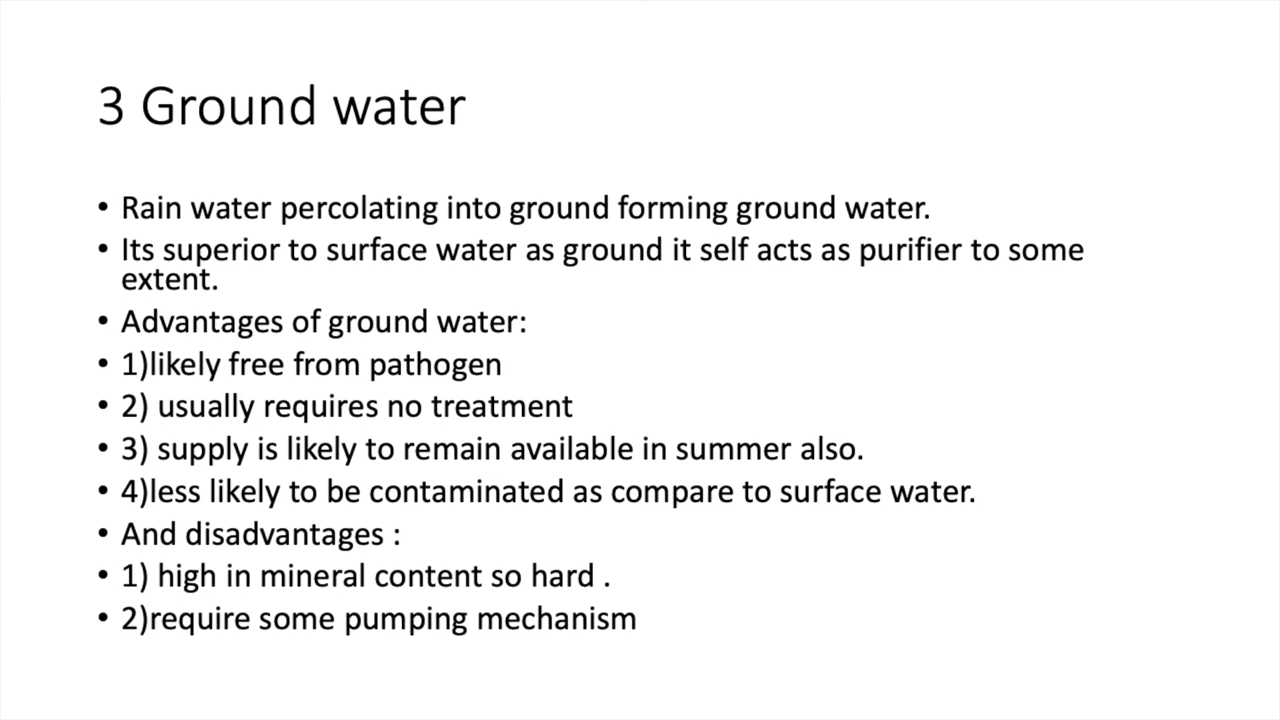 3 Ground water
• Rain water percolating into ground forming ground water.
• Its superior to surface water as ground it self acts as purifier to some
extent.
• Advantages of ground water:
• 1)likely free from pathogen
• 2) usually requires no treatment
• 3) supply is likely to remain available in summer also.
• 4)less likely to be contaminated as compare to surface water.
• And disadvantages :
• 1) high in mineral content so hard .
• 2)require some pumping mechanism